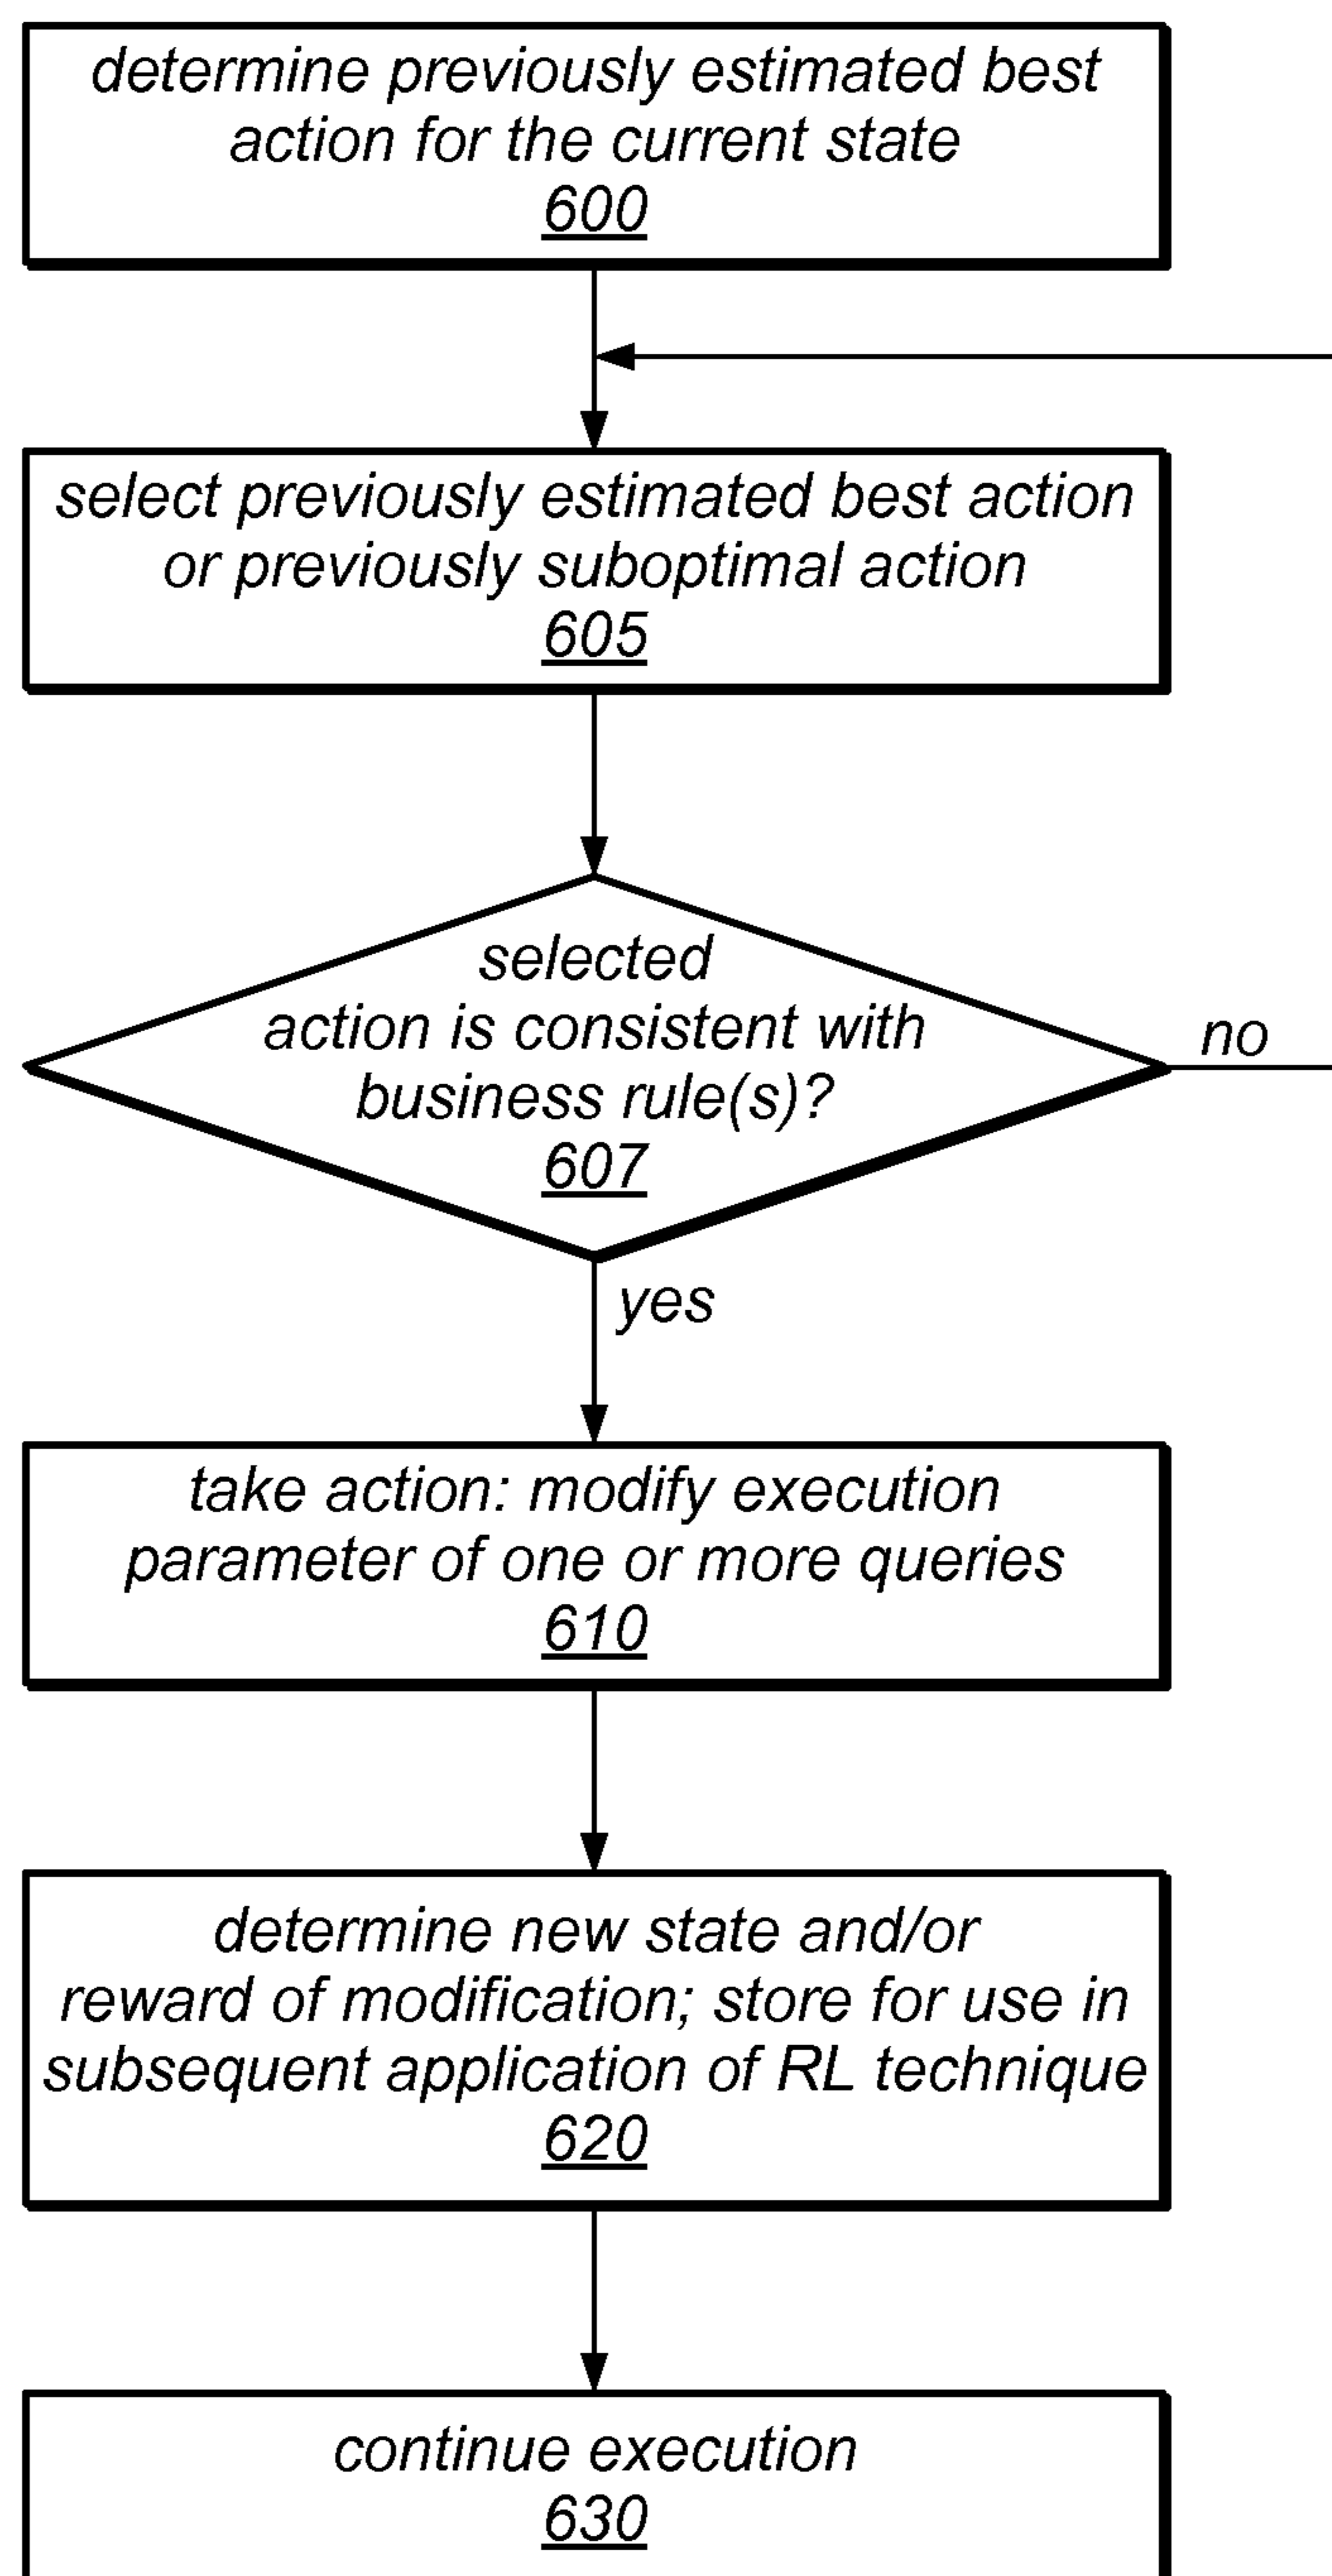 determine previously estimated best
action for the current state
600
select previously estimated best action
or previously suboptimal action
605
selected
action is consistent with
business rule(s)?
607
no
yes
take action: modify execution
parameter of one or more queries
610
determine new state and/or
reward of modification; store for use in
subsequent application of RL technique
620
continue execution
630